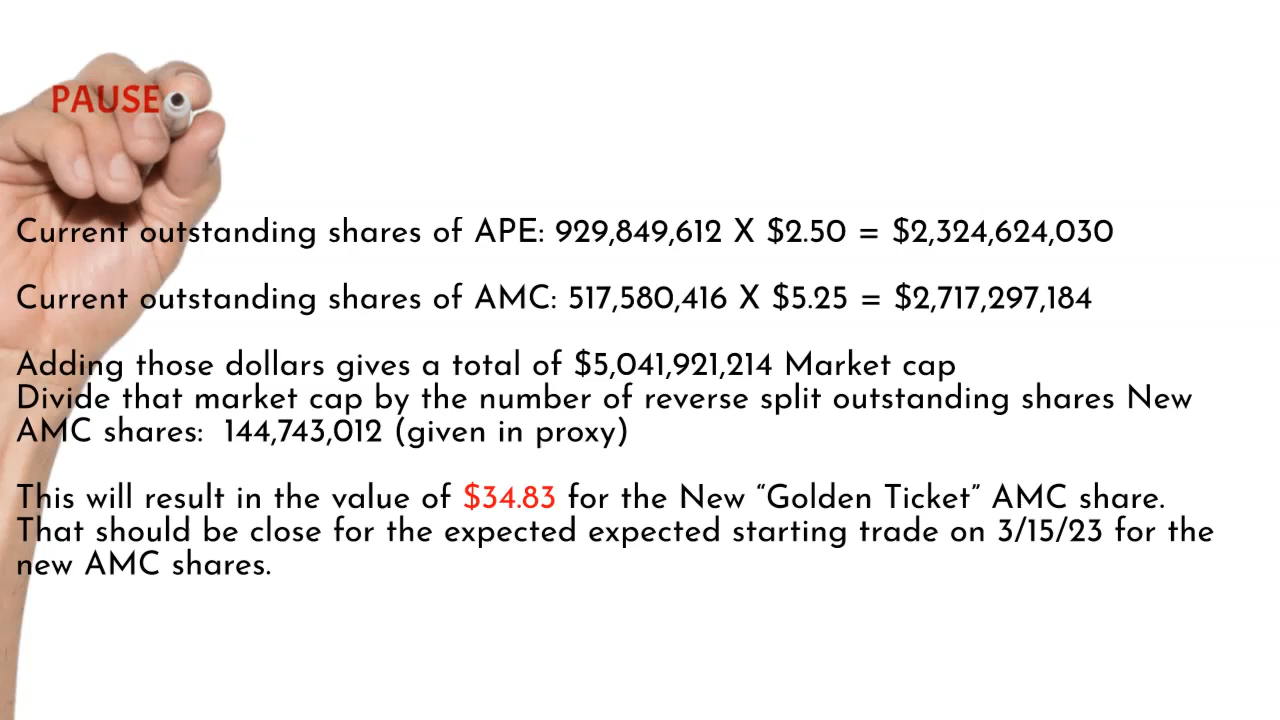 PAUSE
Current outstanding shares of APE: 929,849,612 X $2.50 = $2,324,624,030
Current outstanding shares of AMC: 517,580,416 X $5.25 = $2,717,297,184
Adding those dollars gives a total of $5,041,921,214 Market cap
Divide that market cap by the number of reverse split outstanding shares New
AMC shares: 144,743,012 (given in proxy)
This will result in the value of $34.83 for the New “Golden Ticket” AMC share.
That should be close for the expected expected starting trade on 3/15/23 for the
new AMC shares.